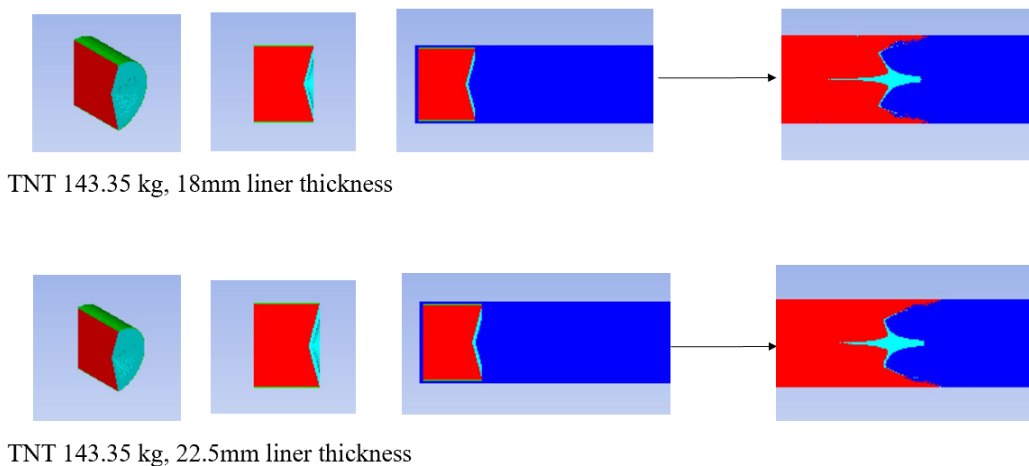 TNT 143.35 kg, 18mm liner thickness
TNT 143.35 kg, 22.5mm liner thickness